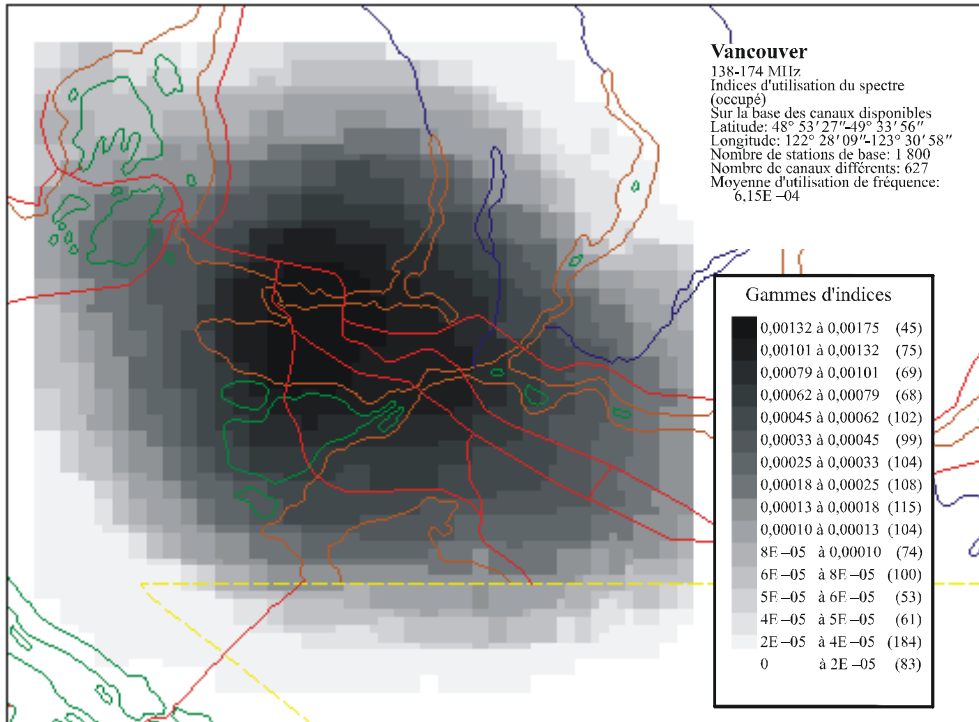 Vancouver
138-174 MHz
Indices d'utilisation du spectre
(occupé)
Sur la base des canaux disponibles
Latitude: 48° 53′ 27″-49° 33′ 56″
Longitude: 122° 28′ 09″-123° 30′ 58″
Nombre de stations de base: 1 800
Nombre de canaux différents: 627
Moyenne d'utilisation de fréquence:
6,15E –04
Gammes d'indices
0,00132 à 0,00175 (45)
0,00101 à 0,00132 (75)
0,00079 à 0,00101 (69)
0,00062 à 0,00079 (68)
0,00045 à 0,00062 (102)
0,00033 à 0,00045 (99)
0,00025 à 0,00033 (104)
0,00018 à 0,00025 (108)
0,00013 à 0,00018 (115)
0,00010 à 0,00013 (104)
8E –05 à 0,00010 (74)
6E –05 à 8E –05 (100)
5E –05 à 6E –05 (53)
4E –05 à 5E –05 (61)
2E –05 à 4E –05 (184)
0 à 2E –05 (83)